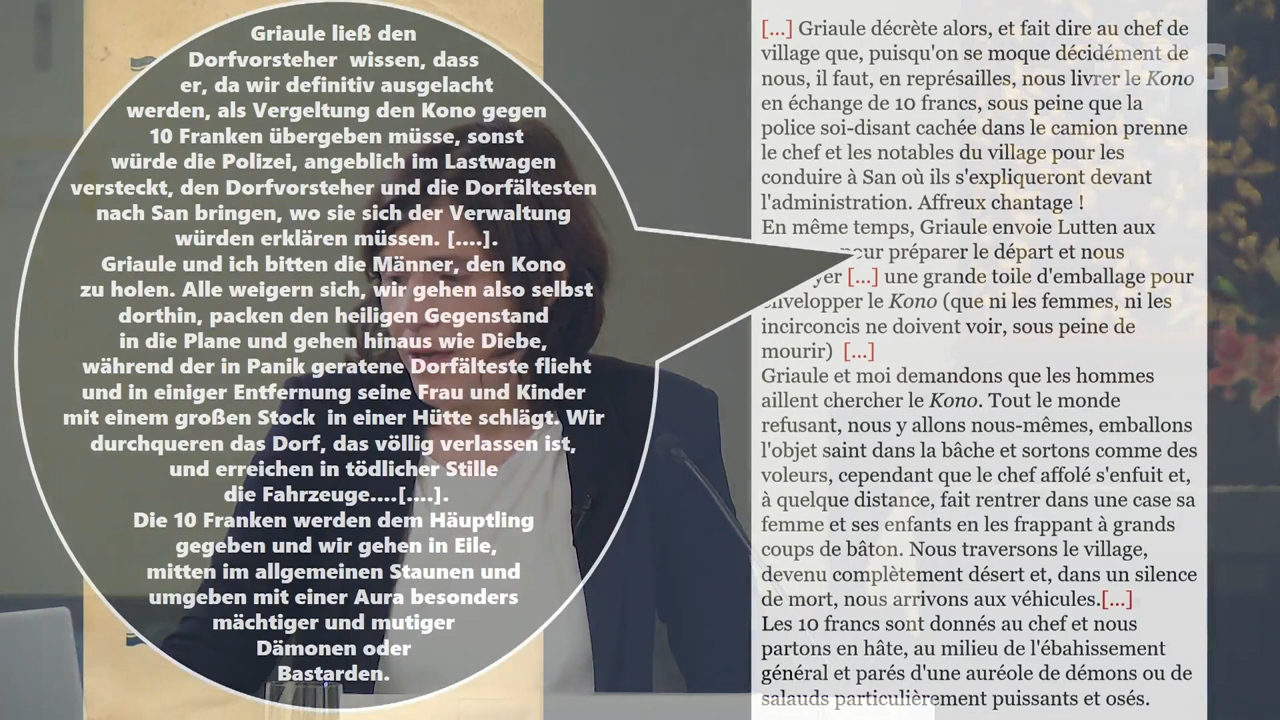 Griaule ließ den
Dorfvorsteher wissen, dass
er, da wir definitiv ausgelacht
werden, als Vergeltung den Kono gegen
10 Franken übergeben müsse, sonst
würde die Polizei, angeblich im Lastwagen
versteckt, den Dorfvorsteher und die Dorfältesten
nach San bringen, wo sie sich der Verwaltung
würden erklären müssen. [....].
Griaule und ich bitten die Männer, den Kono
zu holen. Alle weigern sich, wir gehen also selbst
dorthin, packen den heiligen Gegenstand
in die Plane und gehen hinaus wie Diebe,
während der in Panik geratene Dorfälteste flieht
und in einiger Entfernung seine Frau und Kinder
mit einem großen Stock in einer Hütte schlägt. Wir
durchqueren das Dorf, das völlig verlassen ist,
und erreichen in tödlicher Stille
die Fahrzeuge....[....].
Die 10 Franken werden dem Häuptling
gegeben und wir gehen in Eile,
mitten im allgemeinen Staunen und
umgeben mit einer Aura besonders
mächtiger und mutiger
Dämonen oder
Bastarden.
[...] Griaule décrète alors, et fait dire au chef de
village que, puisqu'on se moque décidément de
nous, il faut, en représailles, nous livrer le Kono
en échange de 10 francs, sous peine que la
police soi-disant cachée dans le camion prenne
le chef et les notables du village pour les
conduire à San où ils s'expliqueront devant
l'administration. Affreux chantage !
En même temps, Griaule envoie Lutten aux
pour préparer le départ et nous
[...] une grande toile d'emballage pour
envelopper le Kono (que ni les femmes, ni les
incirconcis ne doivent voir, sous peine de
mourir) [...]
Griaule et moi demandons que les hommes
aillent chercher le Kono. Tout le monde
refusant, nous y allons nous-mêmes, emballons
l'objet saint dans la bâche et sortons comme des
voleurs, cependant que le chef affolé s'enfuit et,
à quelque distance, fait rentrer dans une case sa
femme et ses enfants en les frappant à grands
coups de bâton. Nous traversons le village,
devenu complètement désert et, dans un silence
de mort, nous arrivons aux véhicules.[...]
Les 10 francs sont donnés au chef et nous
partons en hâte, au milieu de l'ébahissement
général et parés d'une auréole de démons ou de
salauds particulièrement puissants et osés.